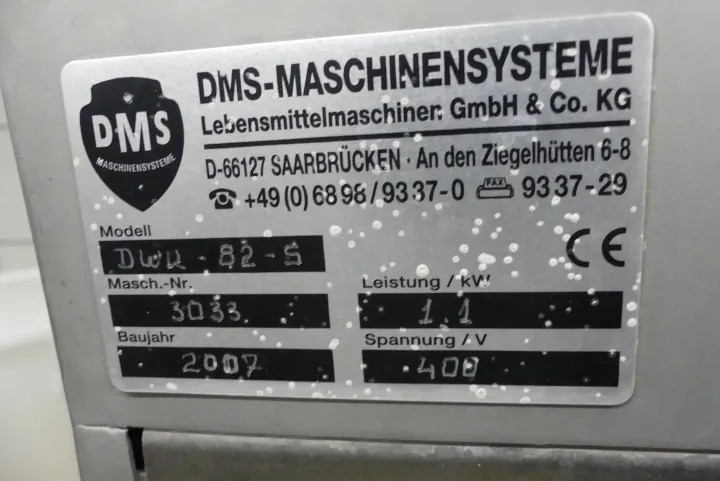 DMS
MASCHINENSYSTEME
DMS-MASCHINENSYSTEME
Lebensmittelmaschinen GmbH & Co. KG
D-66127 SAARBRÜCKEN · An den Ziegelhütten 6-8
☎ +49 (0) 68 98 / 93 37-0 FAX 93 37-29
Modell
DWK-82-S
CE
Masch.-Nr.
3033
Leistung / kW
1.1
Baujahr
2007
Spannung / V
400